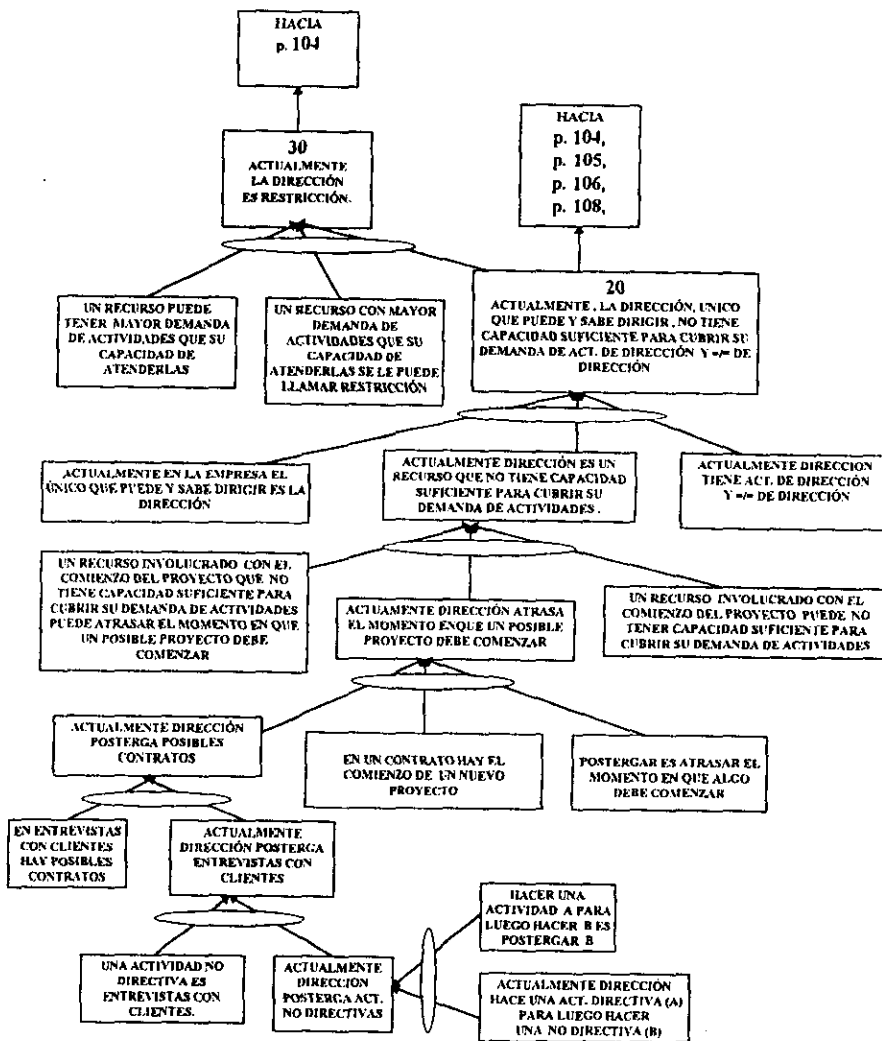 HACIA
p. 104
HACIA
p. 104,
p. 105,
p. 106,
p. 108,
30
ACTUALMENTE
LA DIRECCIÓN
ES RESTRICCIÓN.
20
ACTUALMENTE , LA DIRECCIÓN, UNICO
QUE PUEDE Y SABE DIRIGIR , NO TIENE
CAPACIDAD SUFICIENTE PARA CUBRIR SU
DEMANDA DE ACT. DE DIRECCIÓN Y =/= DE
DIRECCIÓN
UN RECURSO PUEDE
TENER MAYOR DEMANDA
DE ACTIVIDADES QUE SU
CAPACIDAD DE
ATENDERLAS
UN RECURSO CON MAYOR
DEMANDA DE
ACTIVIDADES QUE SU
CAPACIDAD DE
ATENDERLAS SE LE PUEDE
LLAMAR RESTRICCIÓN
ACTUALMENTE EN LA EMPRESA EL
ÚNICO QUE PUEDE Y SABE DIRIGIR ES LA
DIRECCIÓN
ACTUALMENTE DIRECCIÓN ES UN
RECURSO QUE NO TIENE CAPACIDAD
SUFICIENTE PARA CUBRIR SU
DEMANDA DE ACTIVIDADES .
ACTUALMENTE DIRECCION
TIENE ACT. DE DIRECCIÓN
Y =/= DE DIRECCIÓN
UN RECURSO INVOLUCRADO CON EL
COMIENZO DEL PROYECTO QUE NO
TIENE CAPACIDAD SUFICIENTE PARA
CUBRIR SU DEMANDA DE ACTIVIDADES
PUEDE ATRASAR EL MOMENTO EN QUE
UN POSIBLE PROYECTO DEBE
COMENZAR
ACTUAMENTE DIRECCIÓN ATRASA
EL MOMENTO ENQUE UN POSIBLE
PROYECTO DEBE COMENZAR
UN RECURSO INVOLUCRADO CON EL
COMIENZO DEL PROYECTO PUEDE NO
TENER CAPACIDAD SUFICIENTE PARA
CUBRIR SU DEMANDA DE ACTIVIDADES
ACTUALMENTE DIRECCIÓN
POSTERGA POSIBLES
CONTRATOS
EN UN CONTRATO HAY EL
COMIENZO DE UN NUEVO
PROYECTO
POSTERGAR ES ATRASAR EL
MOMENTO EN QUE ALGO
DEBE COMENZAR
EN ENTREVISTAS
CON CLIENTES
HAY POSIBLES
CONTRATOS
ACTUALMENTE
DIRECCIÓN POSTERGA
ENTREVISTAS CON
CLIENTES
UNA ACTIVIDAD NO
DIRECTIVA ES
ENTREVISTAS CON
CLIENTES.
ACTUALMENTE
DIRECCION
POSTERGA ACT.
NO DIRECTIVAS
HACER UNA
ACTIVIDAD A PARA
LUEGO HACER B ES
POSTERGAR B
ACTUALMENTE DIRECCIÓN
HACE UNA ACT. DIRECTIVA (A)
PARA LUEGO HACER
UNA NO DIRECTIVA (B)